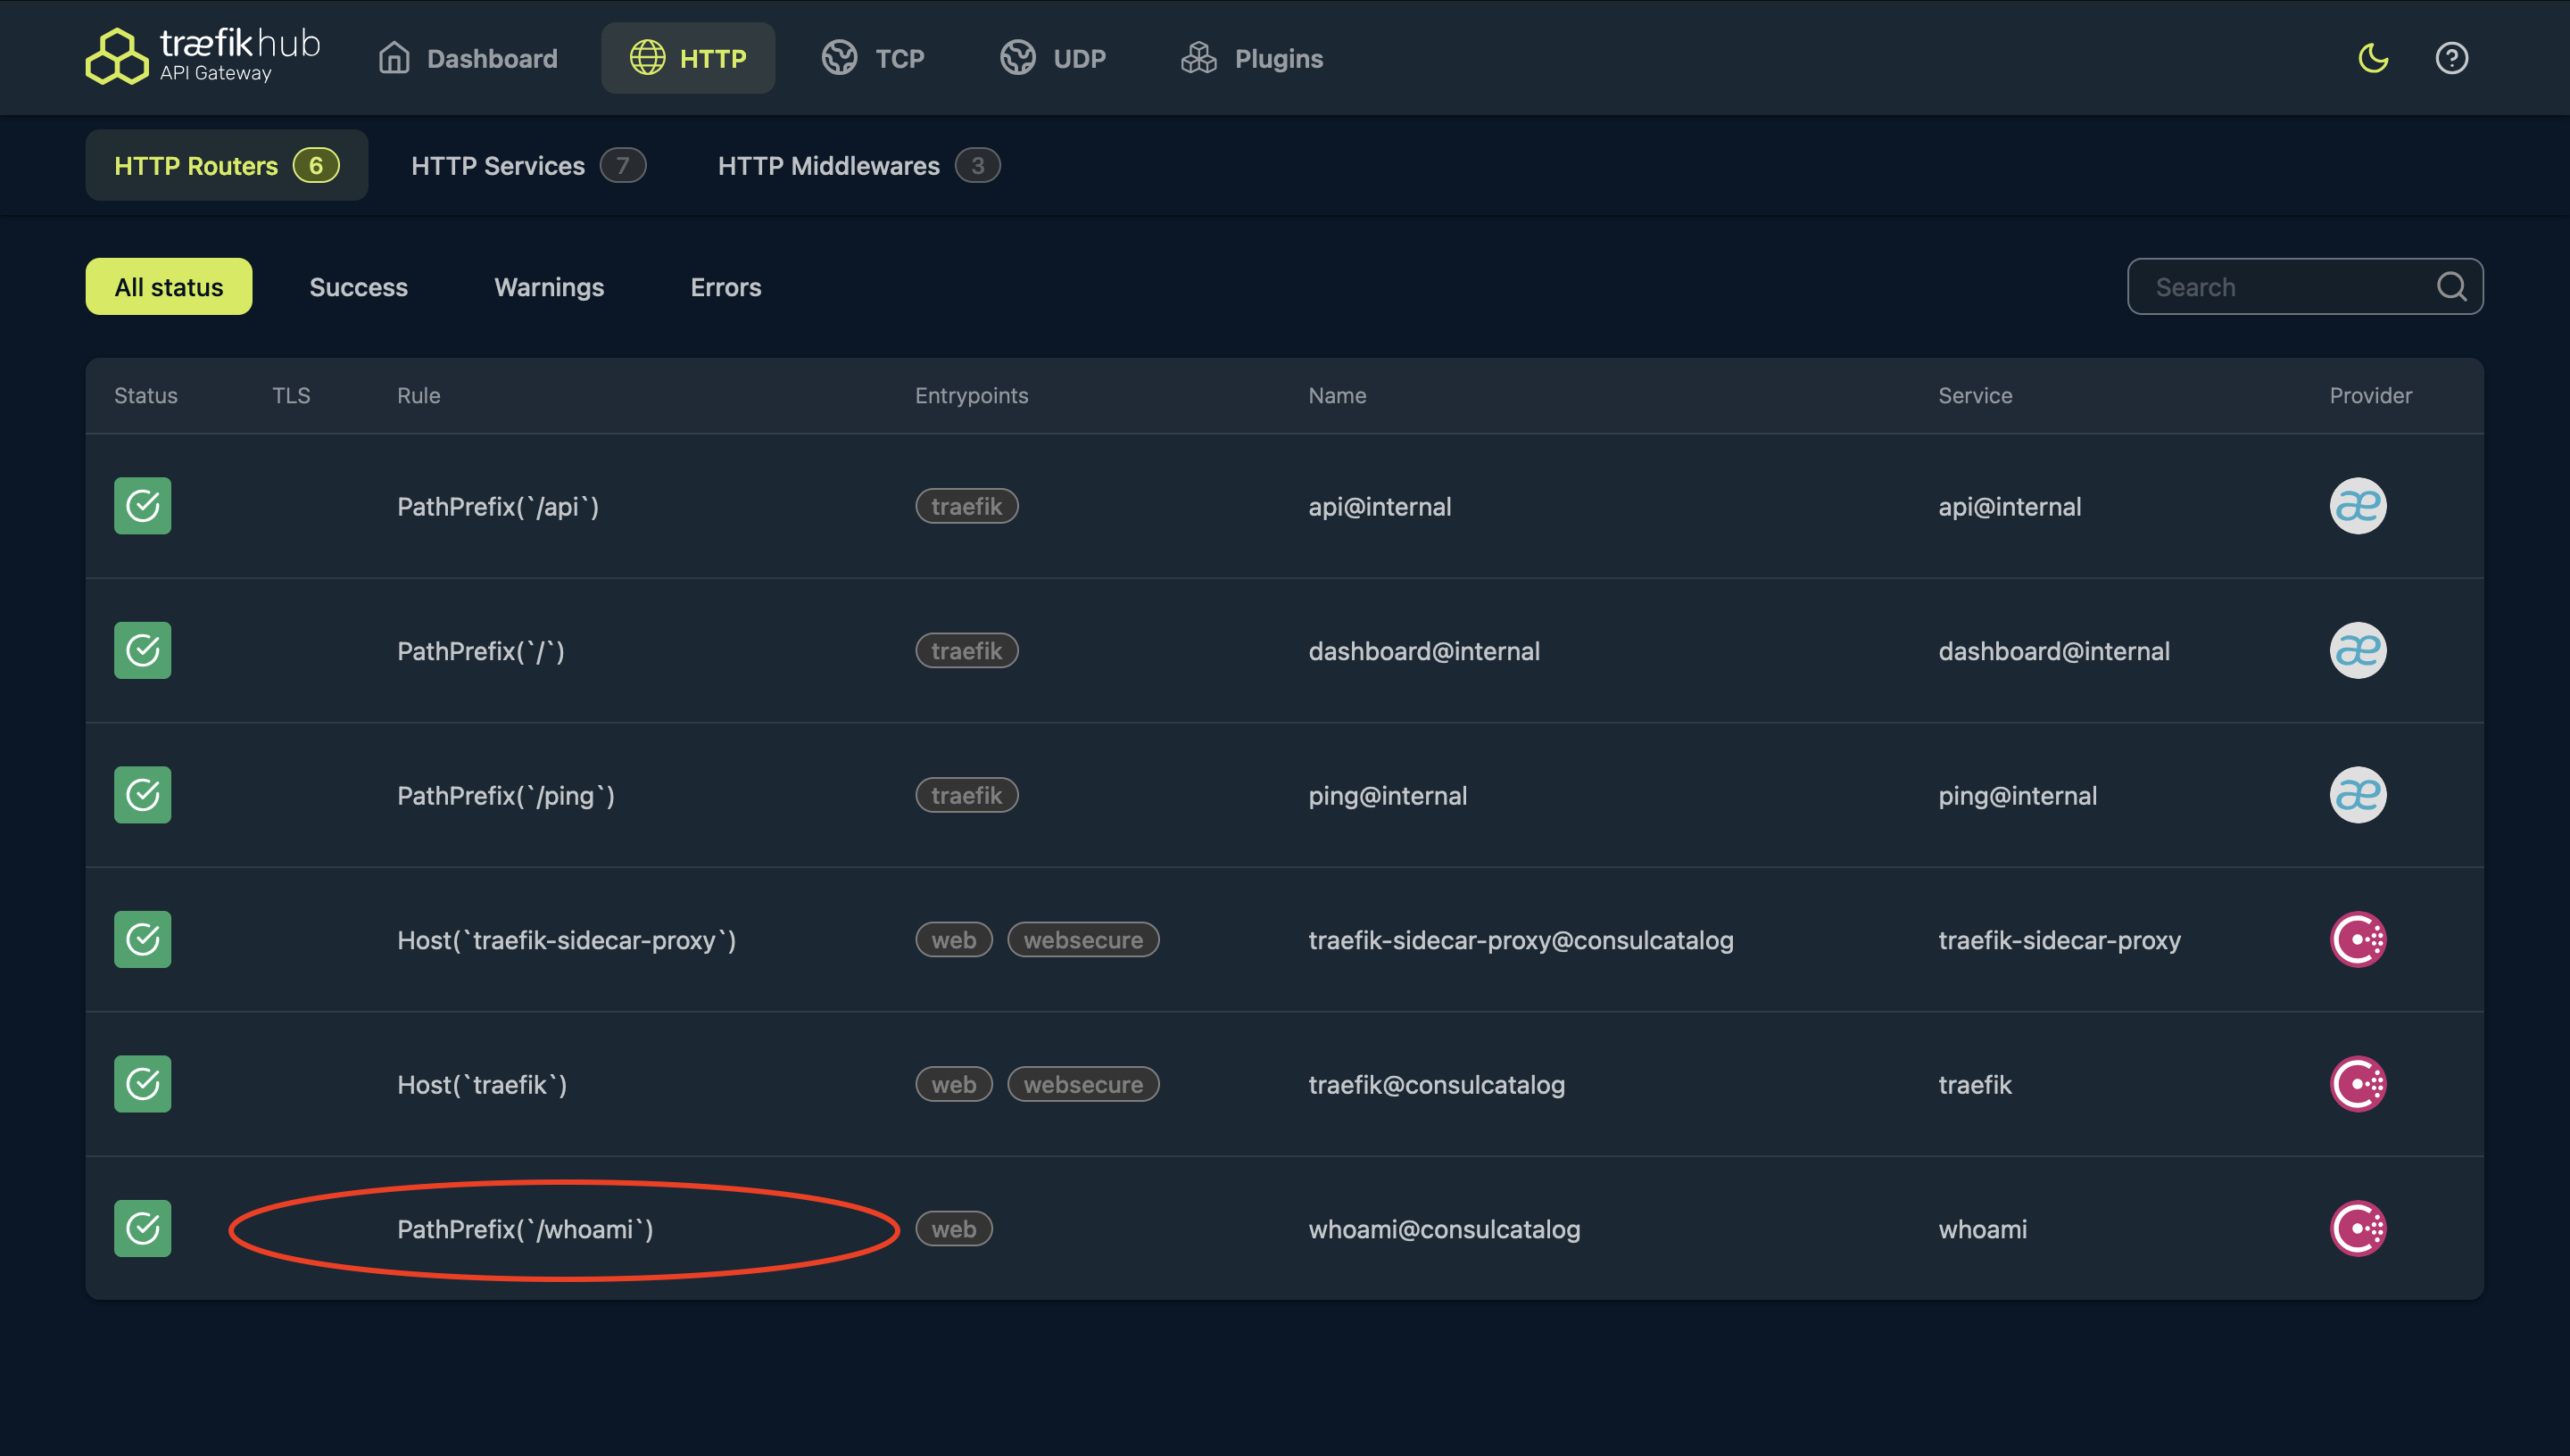 træfik hub
API Gateway
Dashboard
HTTP
TCP
UDP
Plugins
HTTP Routers 6
HTTP Services 7
HTTP Middlewares 3
All status
Success
Warnings
Errors
Search
Status TLS Rule Entrypoints Name Service Provider
PathPrefix(`/api`) traefik api@internal api@internal æ
PathPrefix(`/`) traefik dashboard@internal dashboard@internal æ
PathPrefix(`/ping`) traefik ping@internal ping@internal æ
Host(`traefik-sidecar-proxy`) web websecure traefik-sidecar-proxy@consulcatalog traefik-sidecar-proxy
Host(`traefik`) web websecure traefik@consulcatalog traefik
PathPrefix(`/whoami`) web whoami@consulcatalog whoami